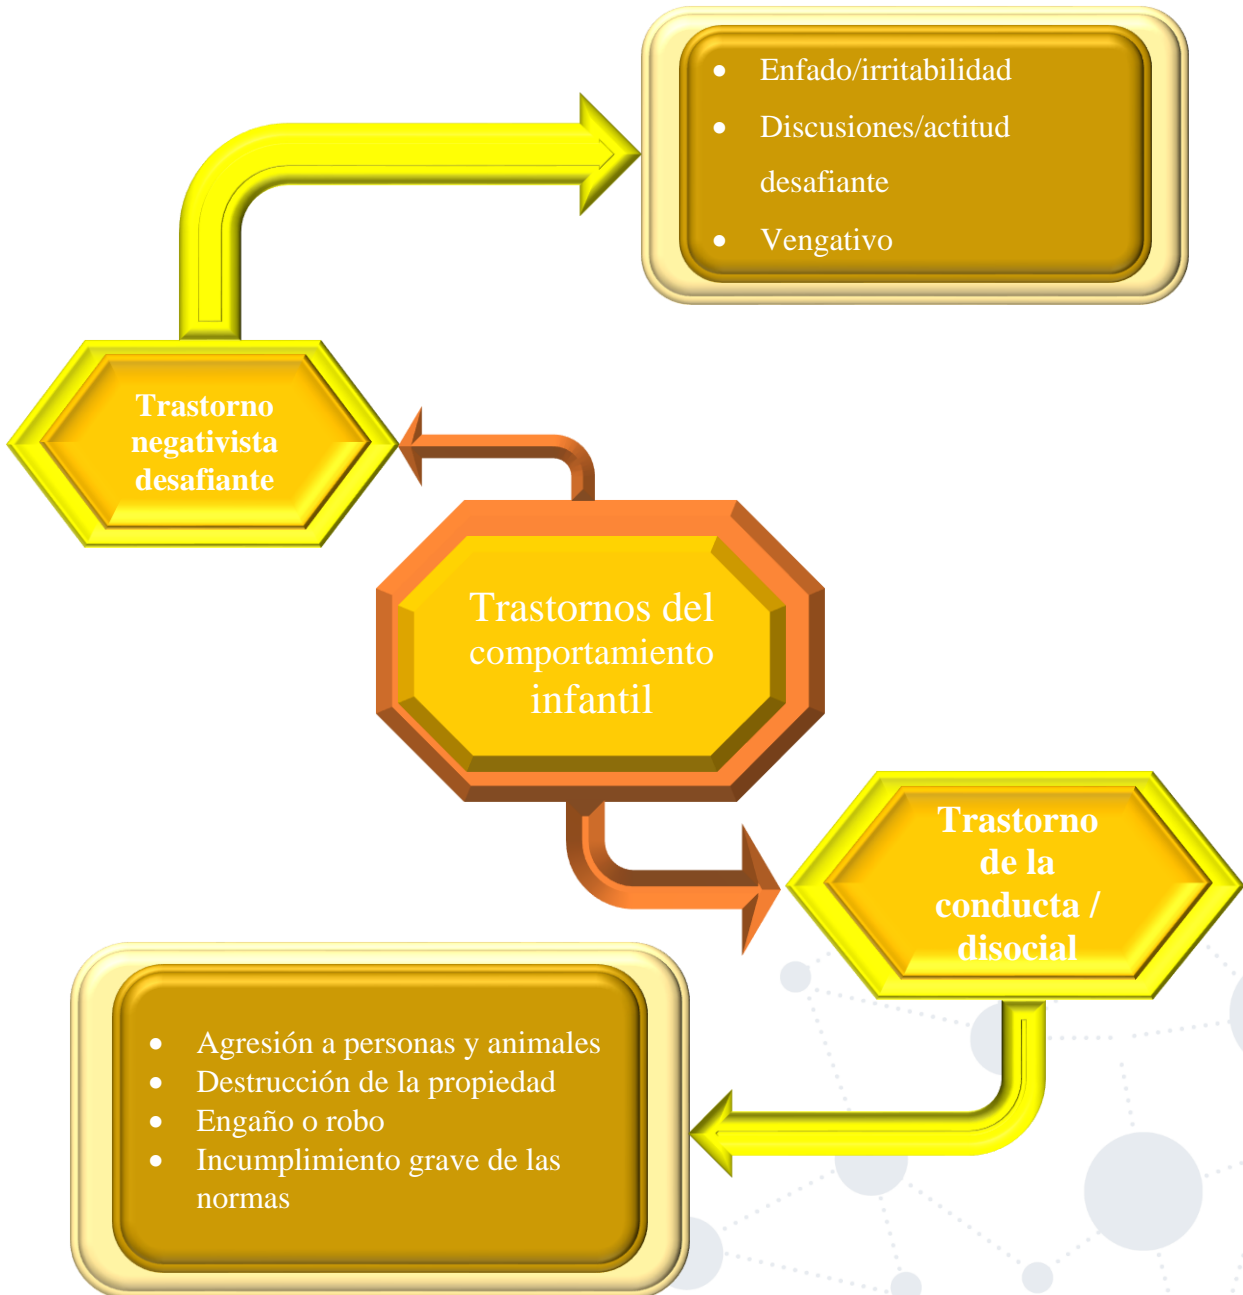 • Enfado/irritabilidad
• Discusiones/actitud
desafiante
• Vengativo
Trastorno
negativista
desafiante
Trastornos del
comportamiento
infantil
Trastorno
de la
conducta /
disocial
• Agresión a personas y animales
• Destrucción de la propiedad
• Engaño o robo
• Incumplimiento grave de las
normas